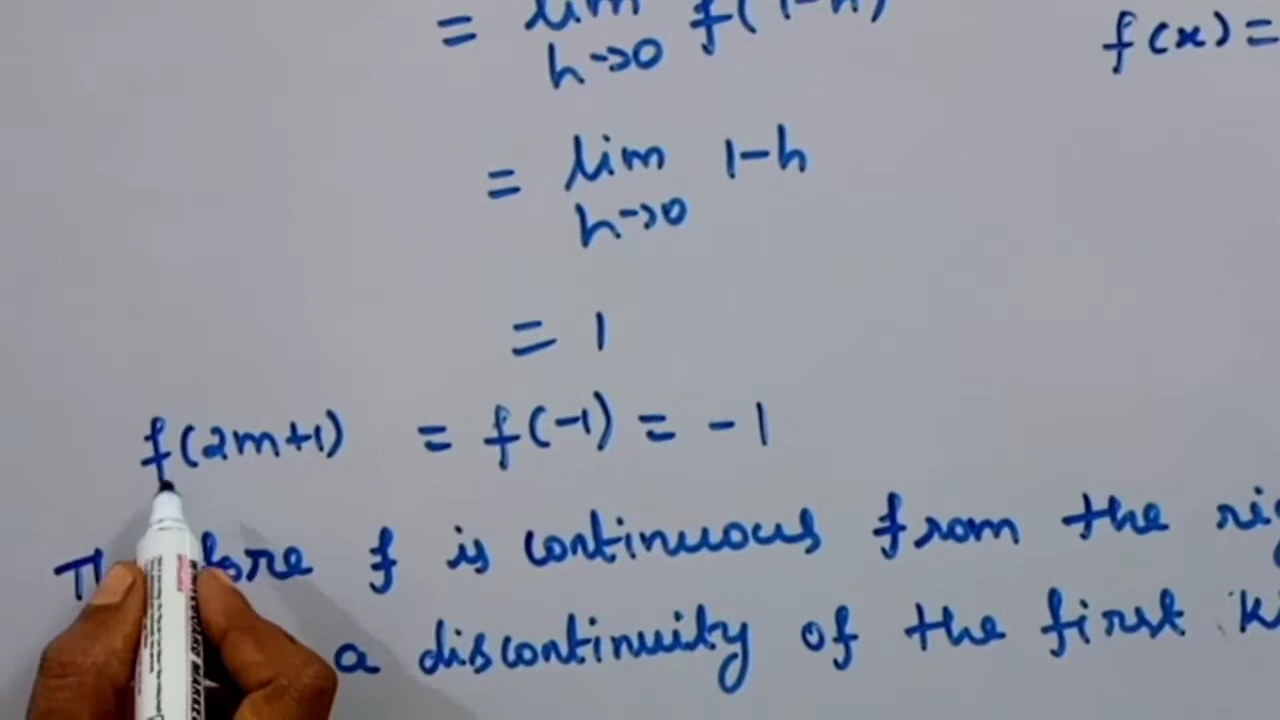 = lim f(1-h)
h→0
f(x)=
= lim 1-h
h→0
= 1
f(2m+1) = f(-1) = -1
f is continuous from the
a discontinuity of the first